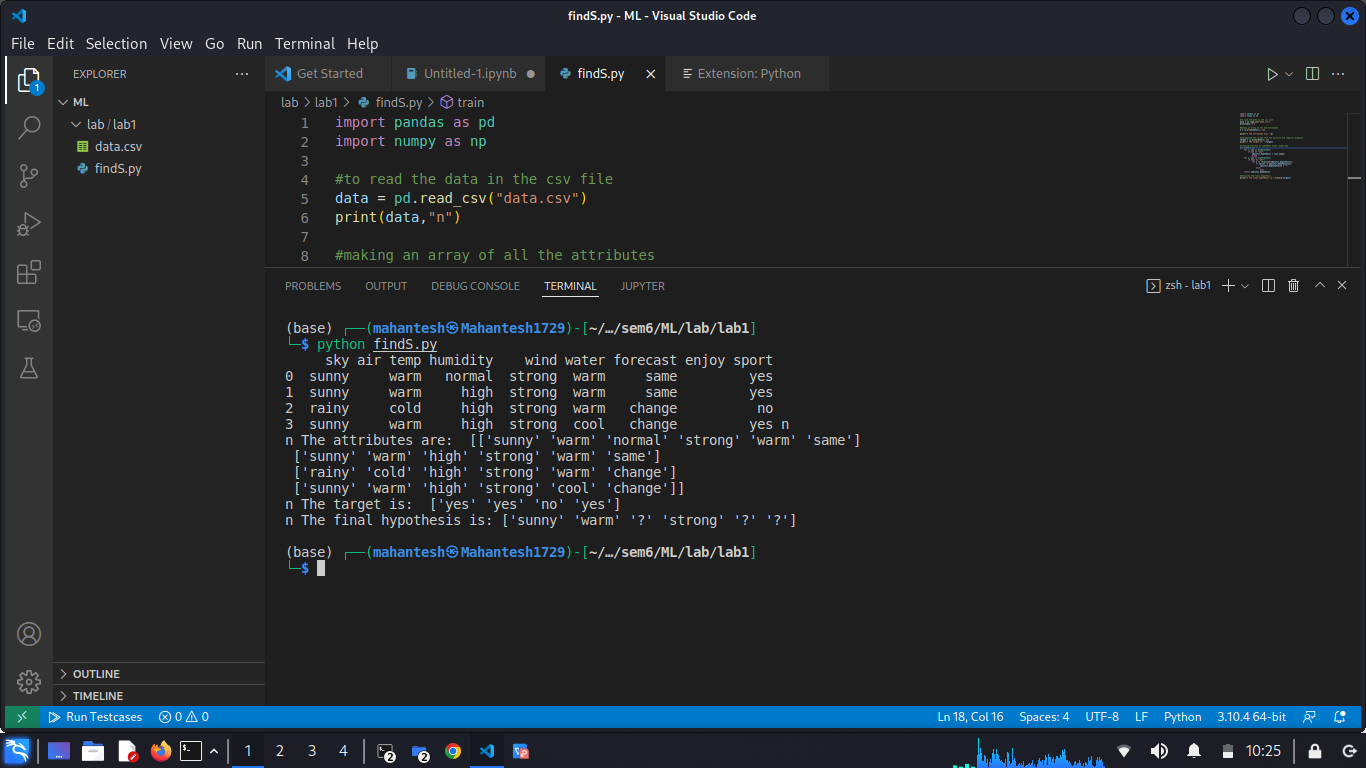 findS.py - ML - Visual Studio Code
File Edit Selection View Go Run Terminal Help
EXPLORER
Get Started
Untitled-1.ipynb
findS.py
Extension: Python
1
ML
lab / lab1
data.csv
findS.py
lab > lab1 > findS.py > train
1 import pandas as pd
2 import numpy as np
3
4 #to read the data in the csv file
5 data = pd.read_csv("data.csv")
6 print(data,"n")
7
8 #making an array of all the attributes
PROBLEMS OUTPUT DEBUG CONSOLE TERMINAL JUPYTER
zsh - lab1
(base) ┌──(mahantesh㉿Mahantesh1729)-[~/…/sem6/ML/lab/lab1]
└─$ python findS.py
sky air temp humidity wind water forecast enjoy sport
0 sunny warm normal strong warm same yes
1 sunny warm high strong warm same yes
2 rainy cold high strong warm change no
3 sunny warm high strong cool change yes n
n The attributes are: [['sunny' 'warm' 'normal' 'strong' 'warm' 'same']
['sunny' 'warm' 'high' 'strong' 'warm' 'same']
['rainy' 'cold' 'high' 'strong' 'warm' 'change']
['sunny' 'warm' 'high' 'strong' 'cool' 'change']]
n The target is: ['yes' 'yes' 'no' 'yes']
n The final hypothesis is: ['sunny' 'warm' '?' 'strong' '?' '?']
(base) ┌──(mahantesh㉿Mahantesh1729)-[~/…/sem6/ML/lab/lab1]
└─$
OUTLINE
TIMELINE
Run Testcases 0 0
Ln 18, Col 16 Spaces: 4 UTF-8 LF Python 3.10.4 64-bit
1 2 3 4 2 2 10:25